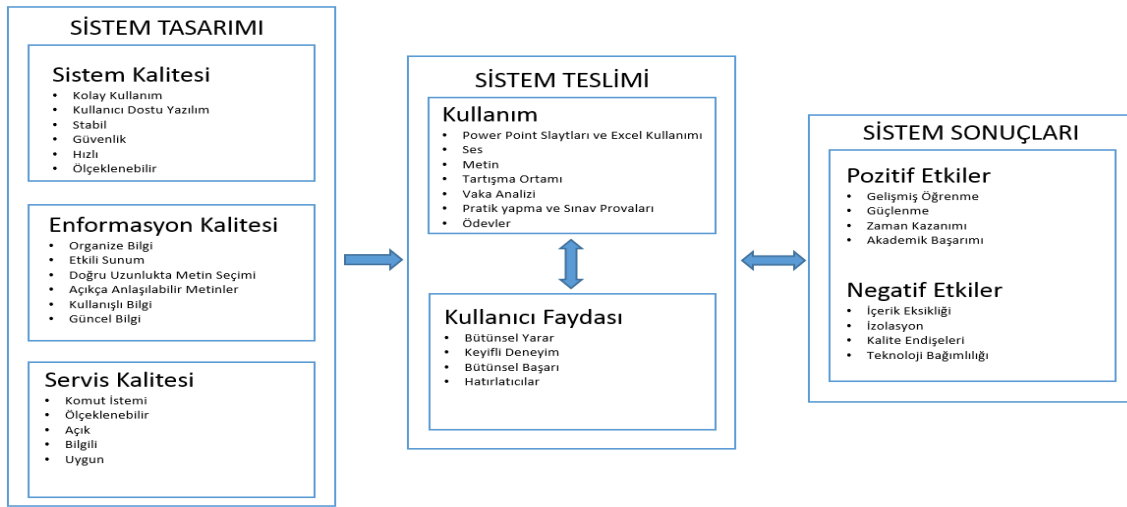 SİSTEM TASARIMI
Sistem Kalitesi
• Kolay Kullanım
• Kullanıcı Dostu Yazılım
• Stabil
• Güvenlik
• Hızlı
• Ölçeklenebilir
Enformasyon Kalitesi
• Organize Bilgi
• Etkili Sunum
• Doğru Uzunlukta Metin Seçimi
• Açıkça Anlaşılabilir Metinler
• Kullanışlı Bilgi
• Güncel Bilgi
Servis Kalitesi
• Komut İstemi
• Ölçeklenebilir
• Açık
• Bilgili
• Uygun
SİSTEM TESLİMİ
Kullanım
• Power Point Slaytları ve Excel Kullanımı
• Ses
• Metin
• Tartışma Ortamı
• Vaka Analizi
• Pratik yapma ve Sınav Provaları
• Ödevler
Kullanıcı Faydası
• Bütünsel Yarar
• Keyifli Deneyim
• Bütünsel Başarı
• Hatırlatıcılar
SİSTEM SONUÇLARI
Pozitif Etkiler
• Gelişmiş Öğrenme
• Güçlenme
• Zaman Kazanımı
• Akademik Başarımı
Negatif Etkiler
• İçerik Eksikliği
• İzolasyon
• Kalite Endişeleri
• Teknoloji Bağımlılığı